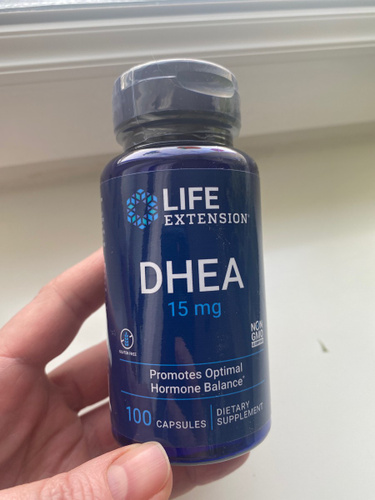 LIFE
EXTENSION®
DHEA
15 mg
GLUTEN FREE
NON
GMO
Promotes Optimal
Hormone Balance*
100 CAPSULES
DIETARY
SUPPLEMENT